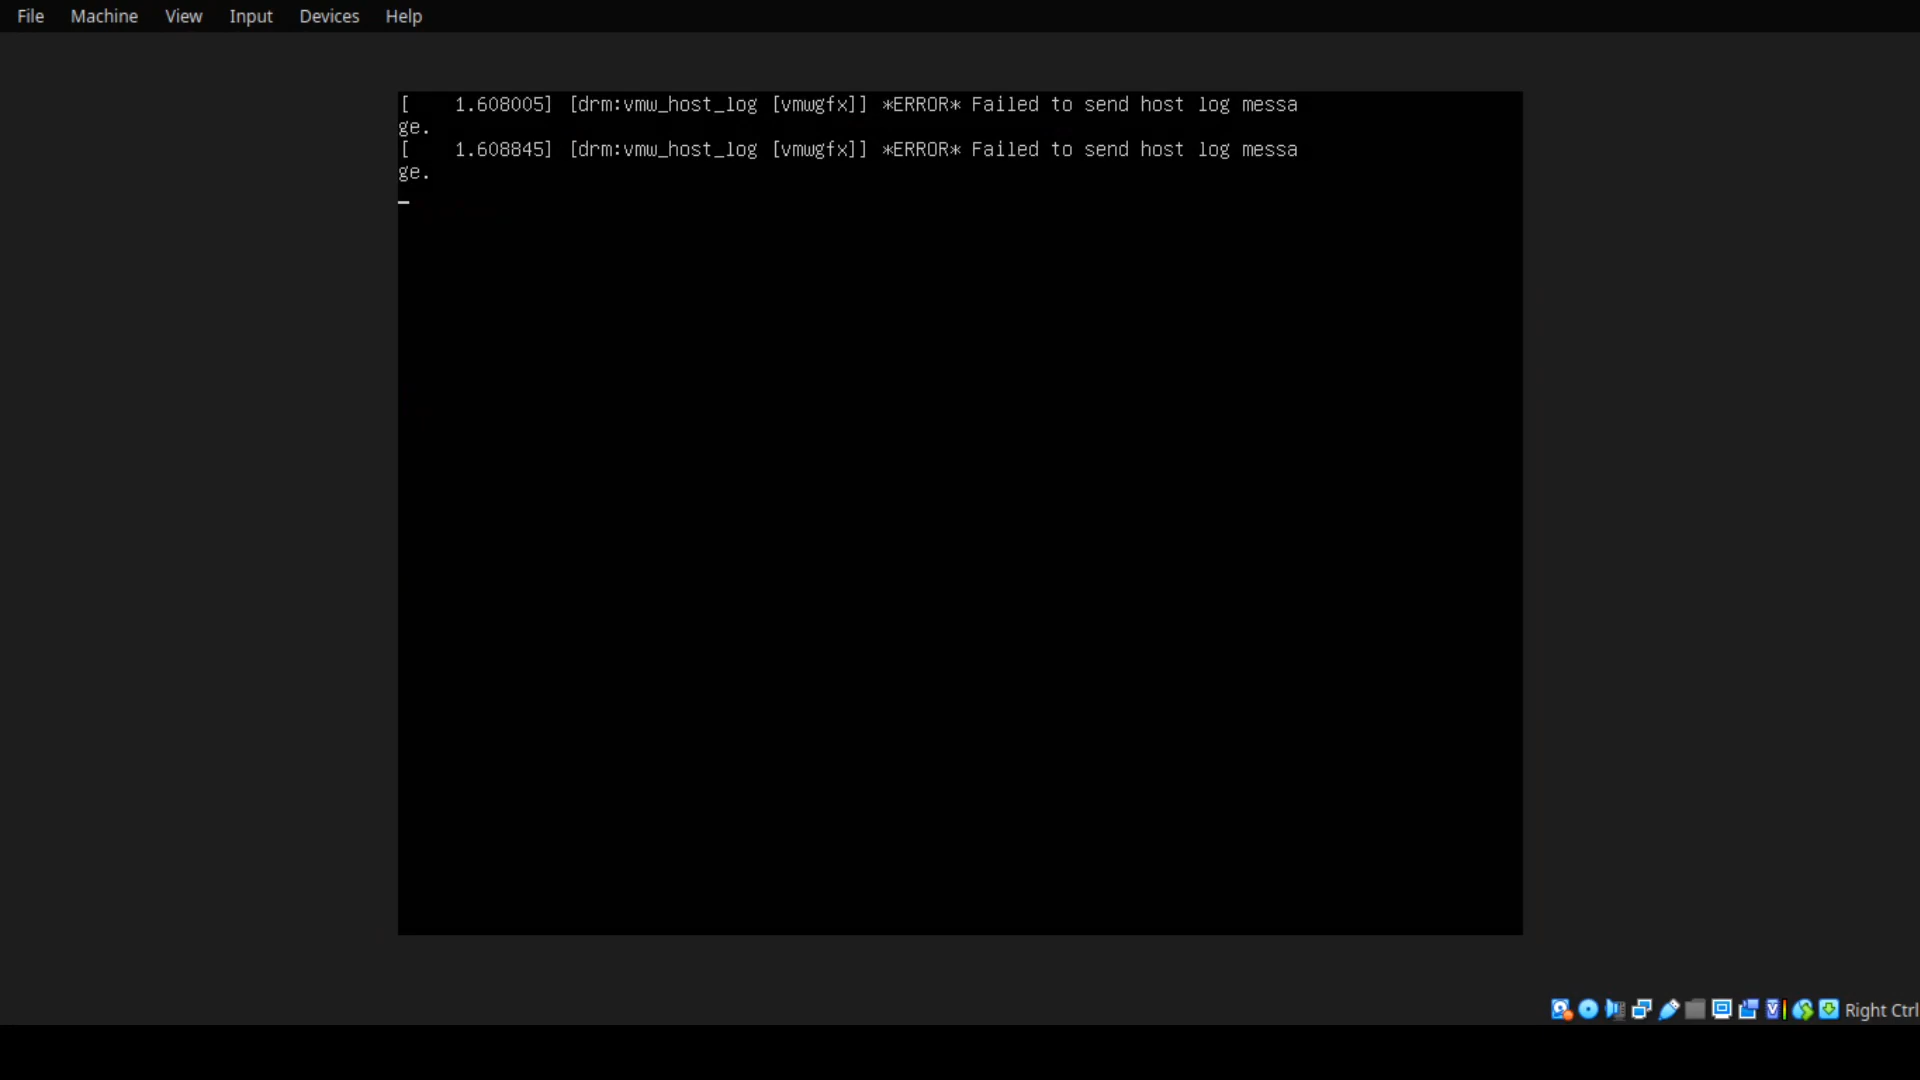 File Machine View Input Devices Help
[    1.608005] [drm:vmw_host_log [vmwgfx]] *ERROR* Failed to send host log messa
ge.
[    1.608845] [drm:vmw_host_log [vmwgfx]] *ERROR* Failed to send host log messa
ge.
Right Ctrl